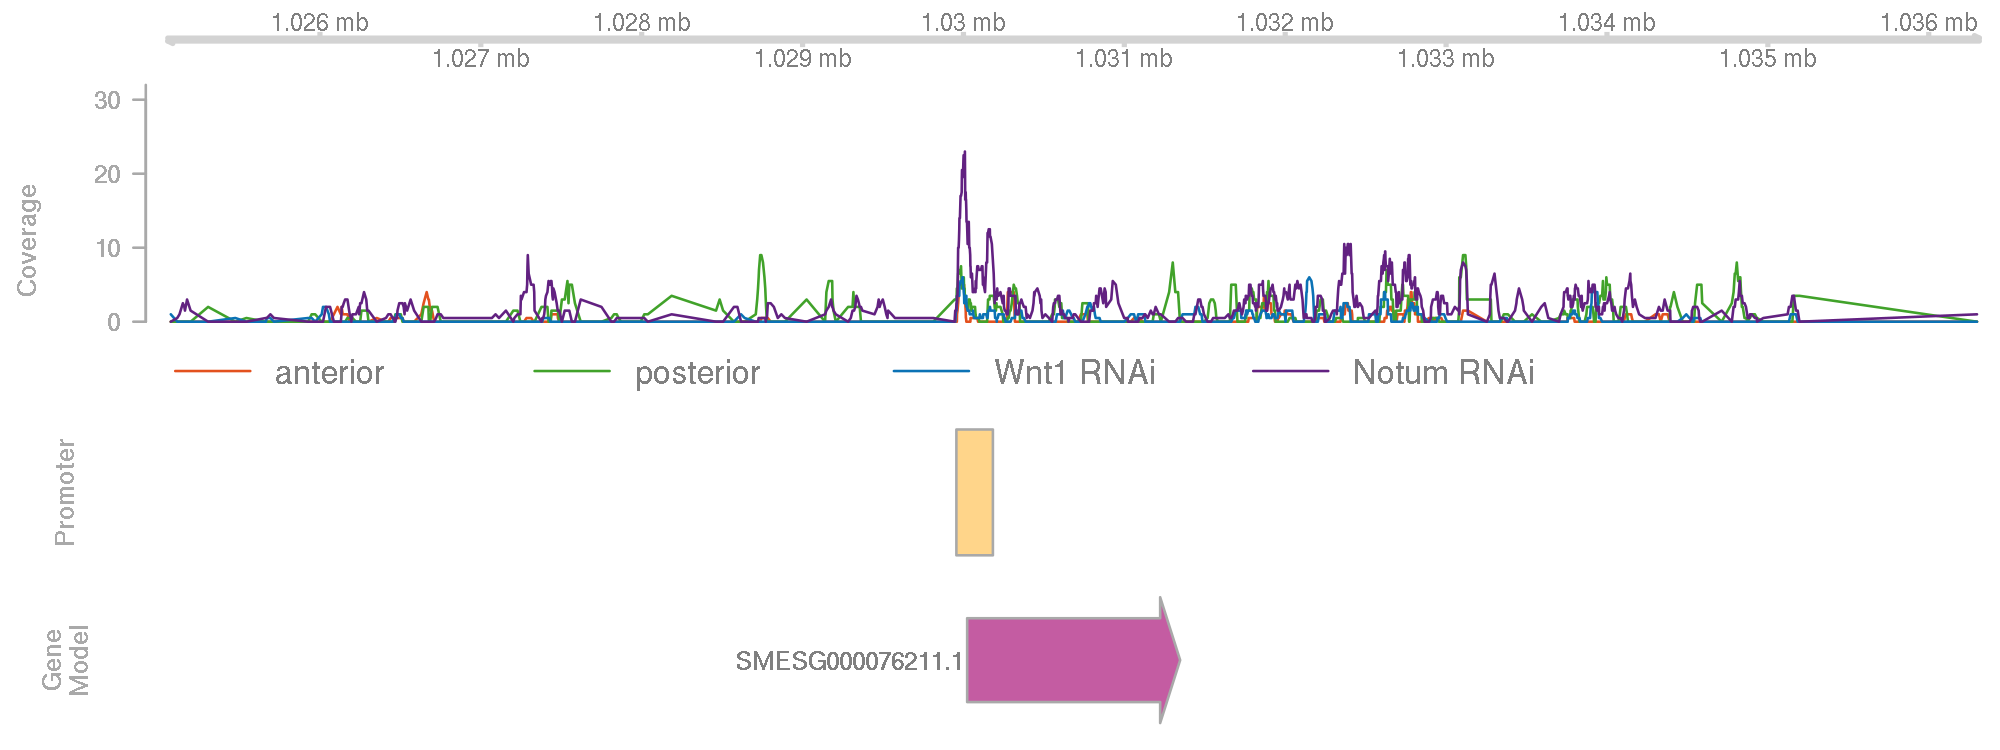 1.026 mb 1.028 mb 1.03 mb 1.032 mb 1.034 mb 1.036 mb
1.027 mb 1.029 mb 1.031 mb 1.033 mb 1.035 mb
30
20
10
0
Coverage
anterior posterior Wnt1 RNAi Notum RNAi
Promoter
Gene
Model
SMESG000076211.1